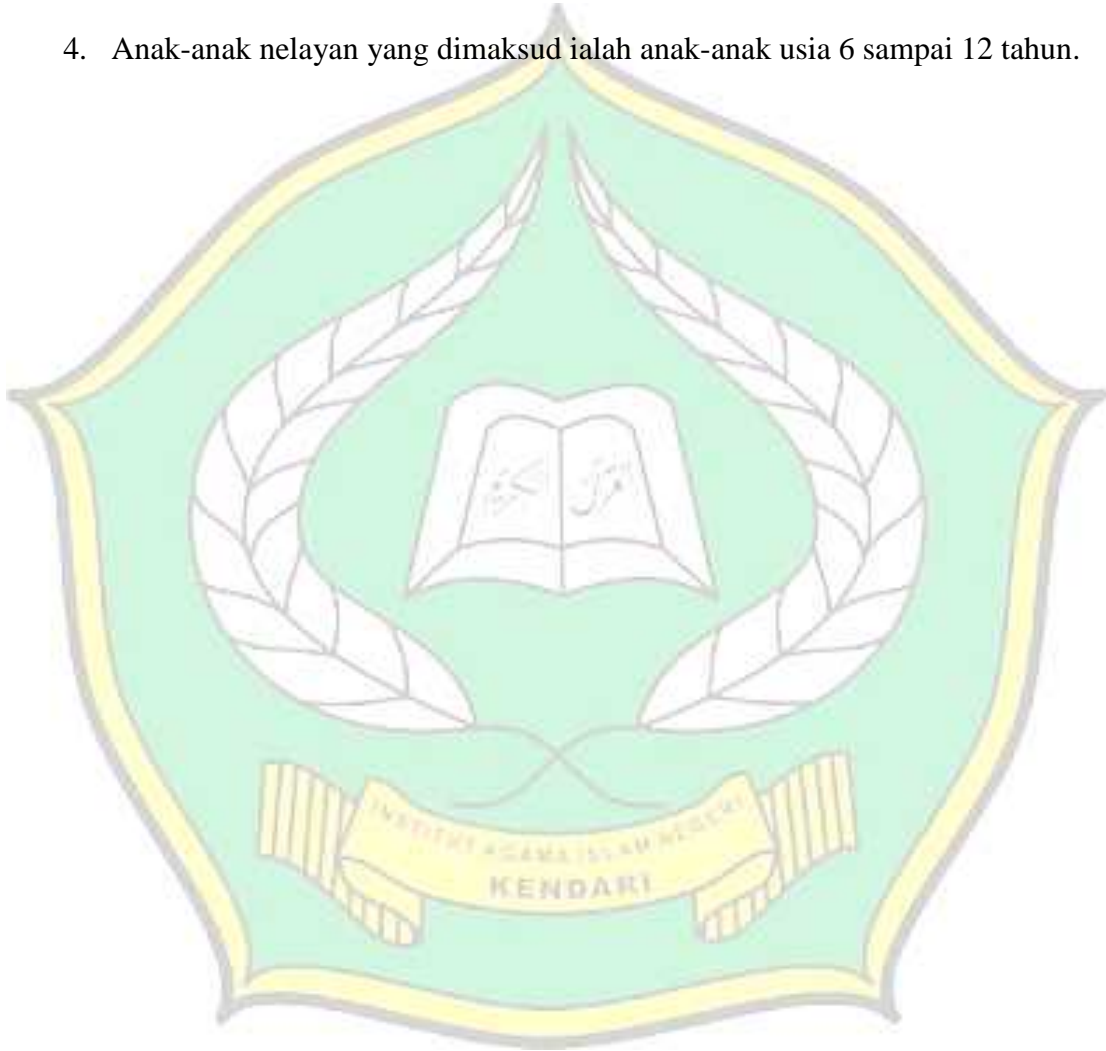 4. Anak-anak nelayan yang dimaksud ialah anak-anak usia 6 sampai 12 tahun.
INSTITUT AGAMA ISLAM NEGERI
KENDARI